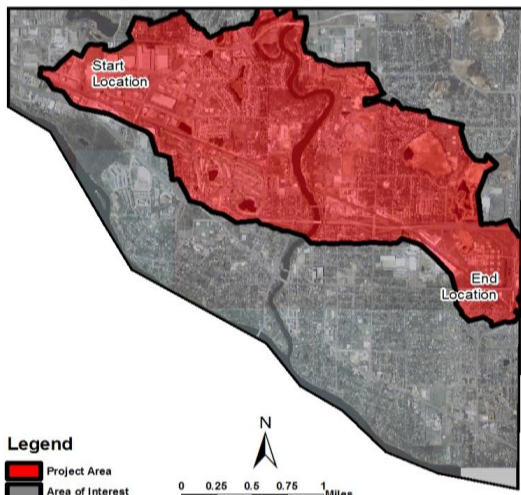 Start
Location
End
Location
N
Legend
Project Area
Area of Interest
0 0.25 0.5 0.75 1
Miles